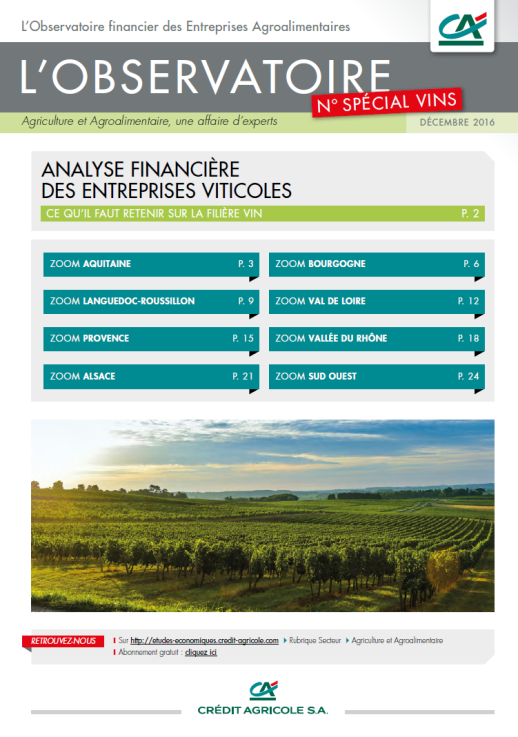 L'Observatoire financier des Entreprises Agroalimentaires
CA
L'OBSERVATOIRE
N° SPÉCIAL VINS
Agriculture et Agroalimentaire, une affaire d'experts
DÉCEMBRE 2016
ANALYSE FINANCIÈRE
DES ENTREPRISES VITICOLES
CE QU'IL FAUT RETENIR SUR LA FILIÈRE VIN P. 2
ZOOM AQUITAINE P. 3
ZOOM BOURGOGNE P. 6
ZOOM LANGUEDOC-ROUSSILLON P. 9
ZOOM VAL DE LOIRE P. 12
ZOOM PROVENCE P. 15
ZOOM VALLÉE DU RHÔNE P. 18
ZOOM ALSACE P. 21
ZOOM SUD OUEST P. 24
RETROUVEZ-NOUS
Sur http://etudes-economiques.credit-agricole.com Rubrique Secteur Agriculture et Agroalimentaire
Abonnement gratuit : cliquez ici
CA
CRÉDIT AGRICOLE S.A.